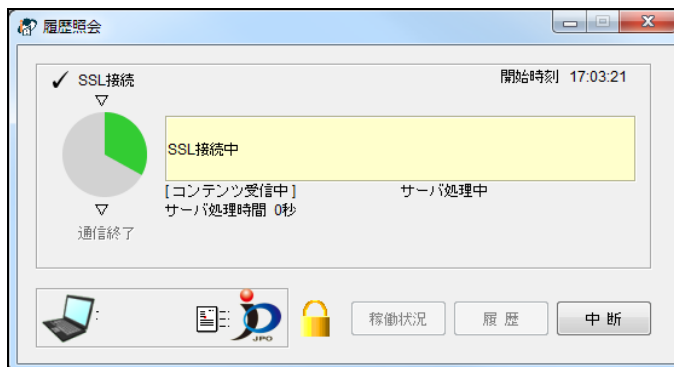 履歴照会
SSL接続
開始時刻 17:03:21
SSL接続中
[コンテンツ受信中]
サーバ処理中
サーバ処理時間 0秒
通信終了
JPO
稼働状況
履 歴
中 断